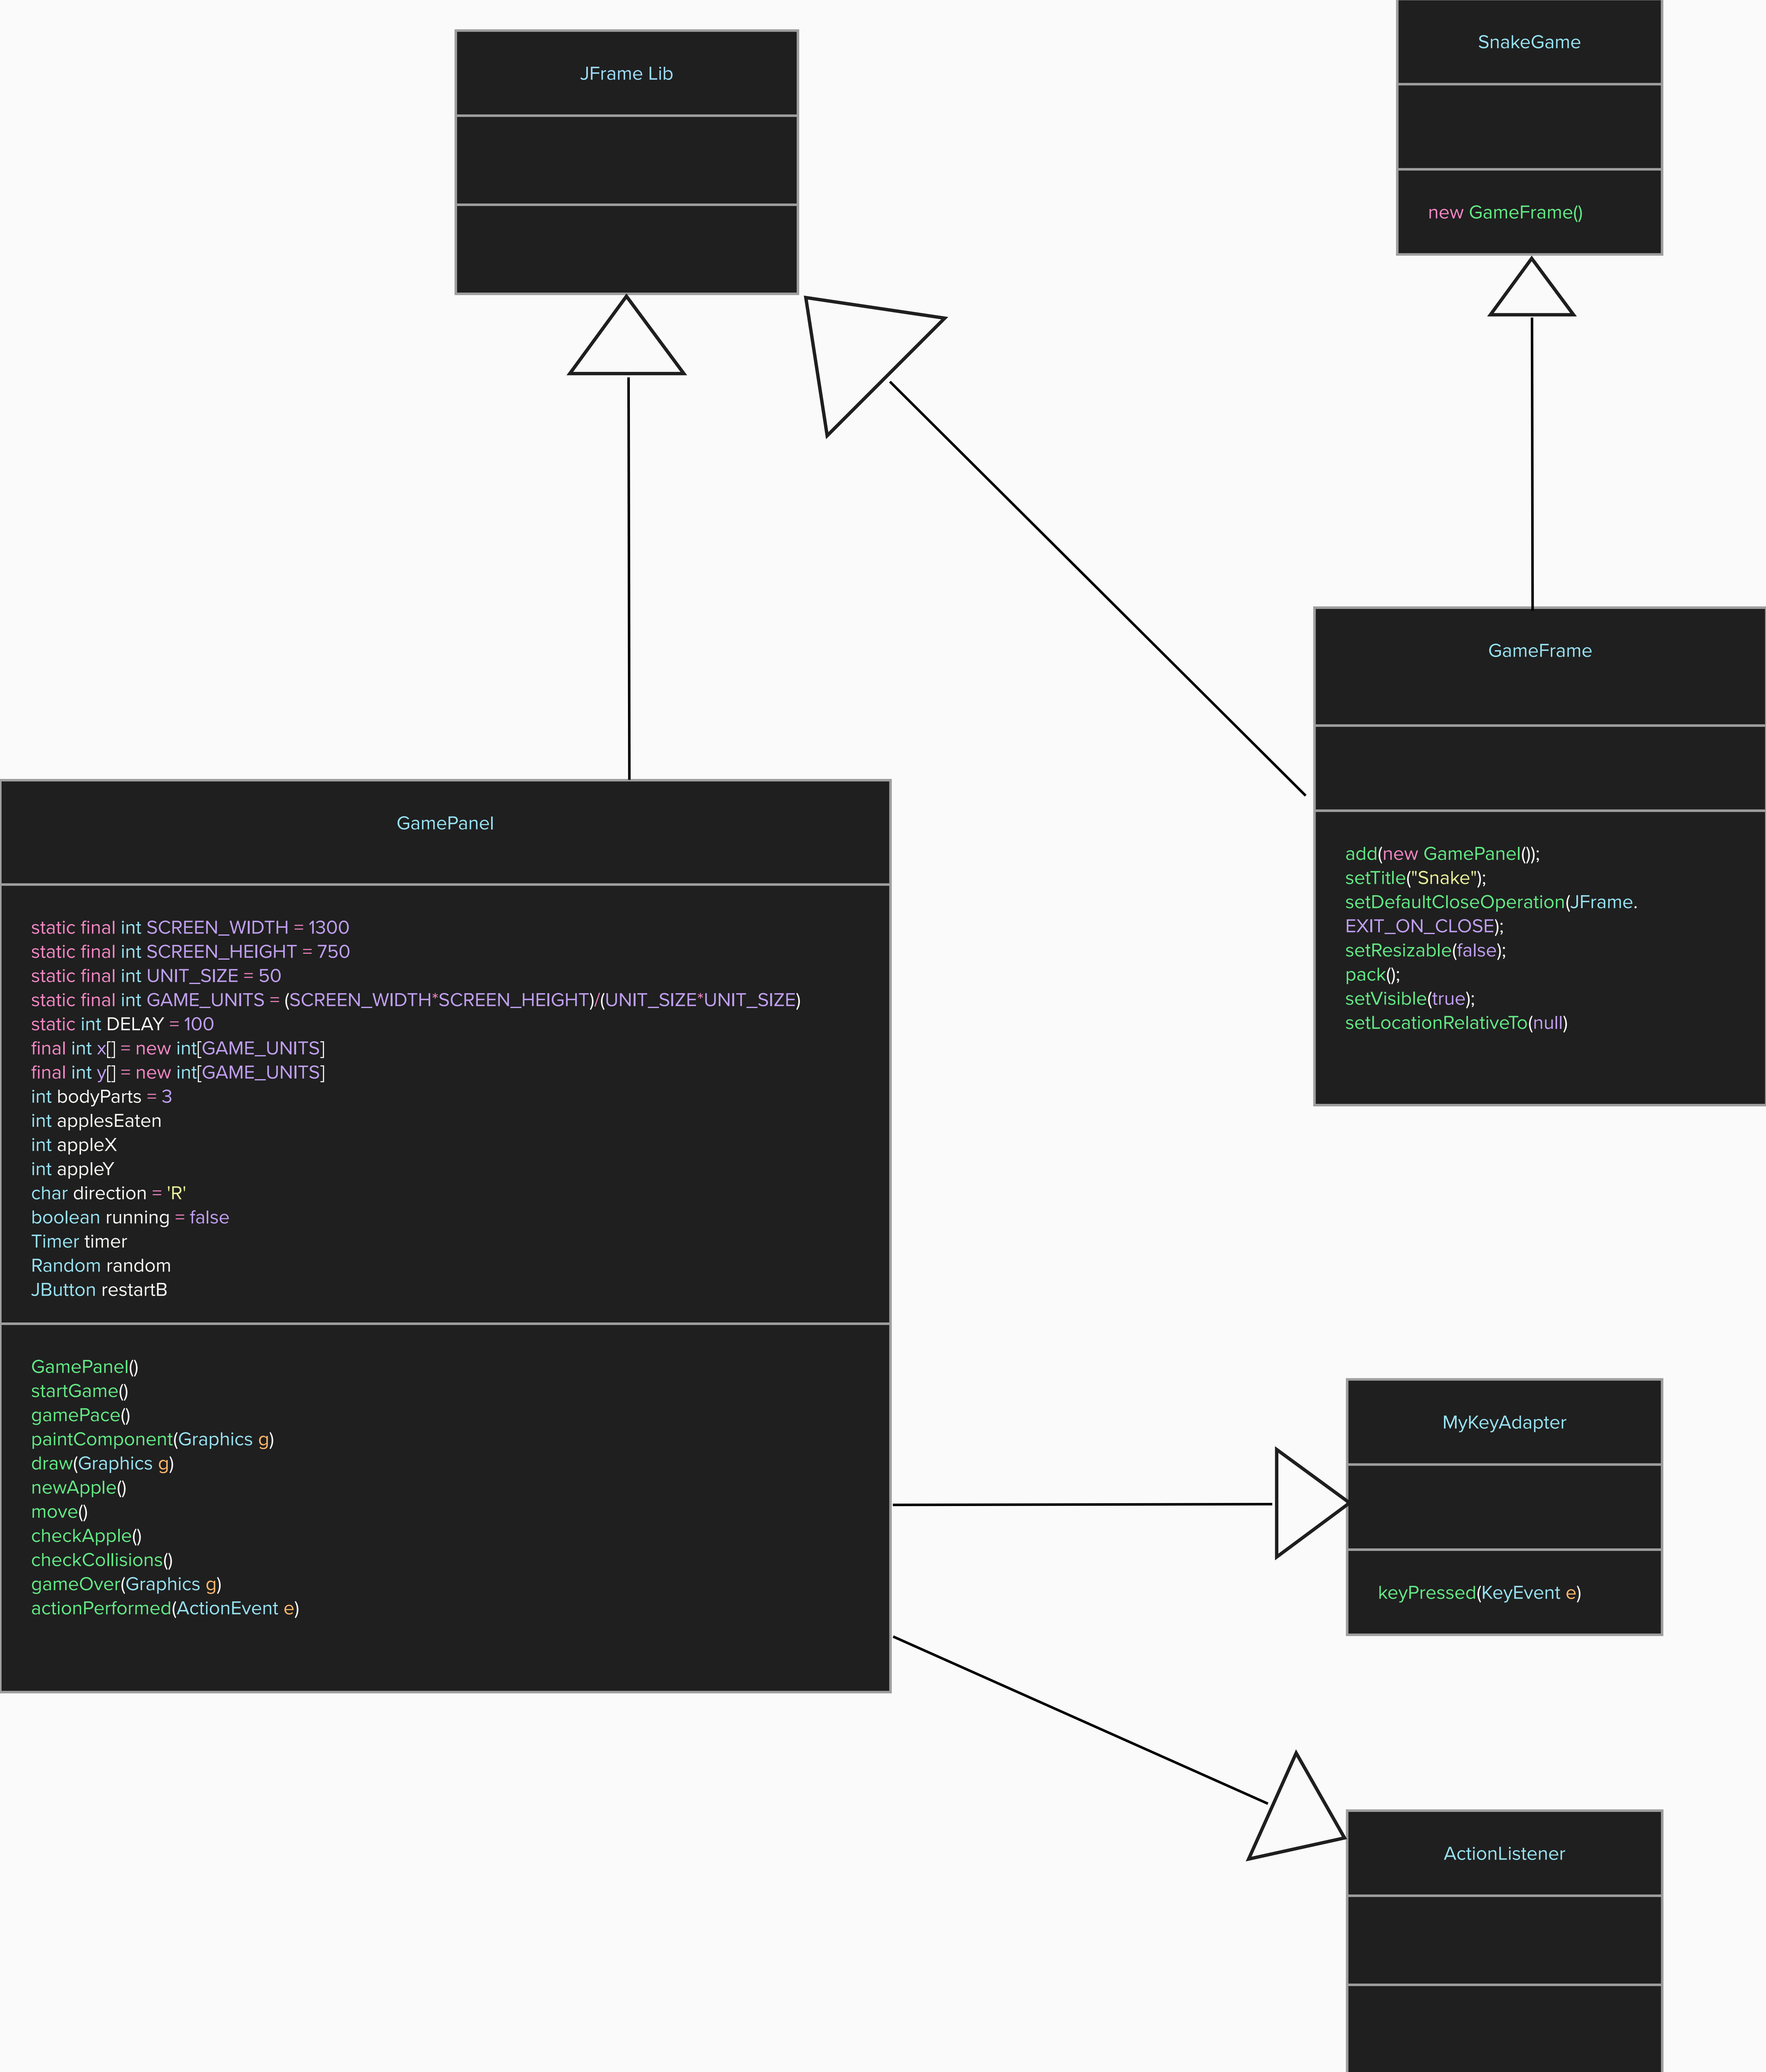 JFrame Lib
SnakeGame
new GameFrame()
GameFrame
add(new GamePanel());
setTitle("Snake");
setDefaultCloseOperation(JFrame.
EXIT_ON_CLOSE);
setResizable(false);
pack();
setVisible(true);
setLocationRelativeTo(null)
GamePanel
static final int SCREEN_WIDTH = 1300
static final int SCREEN_HEIGHT = 750
static final int UNIT_SIZE = 50
static final int GAME_UNITS = (SCREEN_WIDTH*SCREEN_HEIGHT)/(UNIT_SIZE*UNIT_SIZE)
static int DELAY = 100
final int x[] = new int[GAME_UNITS]
final int y[] = new int[GAME_UNITS]
int bodyParts = 3
int applesEaten
int appleX
int appleY
char direction = 'R'
boolean running = false
Timer timer
Random random
JButton restartB
GamePanel()
startGame()
gamePace()
paintComponent(Graphics g)
draw(Graphics g)
newApple()
move()
checkApple()
checkCollisions()
gameOver(Graphics g)
actionPerformed(ActionEvent e)
MyKeyAdapter
keyPressed(KeyEvent e)
ActionListener